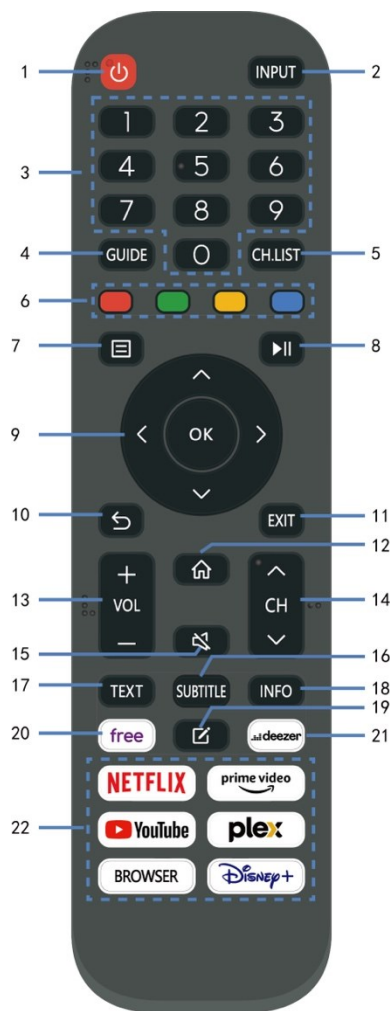 1
INPUT
2
1 2 3
3
4 5 6
7 8 9
4
GUIDE
0
CH.LIST
5
6
7
8
9
OK
10
EXIT
11
12
13
VOL
CH
14
15
16
17
TEXT
SUBTITLE
INFO
18
19
20
free
deezer
21
NETFLIX
prime video
22
YouTube
plex
BROWSER
Disney+